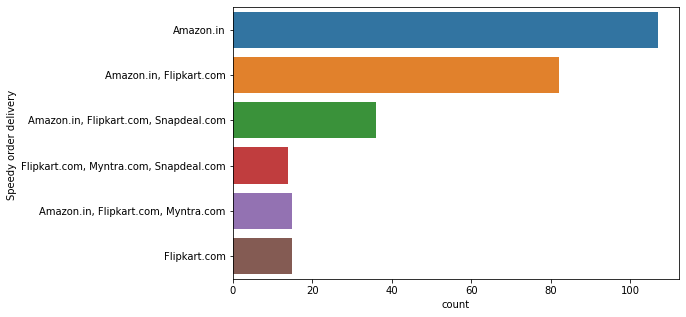 Speedy order delivery
Amazon.in
Amazon.in, Flipkart.com
Amazon.in, Flipkart.com, Snapdeal.com
Flipkart.com, Myntra.com, Snapdeal.com
Amazon.in, Flipkart.com, Myntra.com
Flipkart.com
0 20 40 60 80 100
count